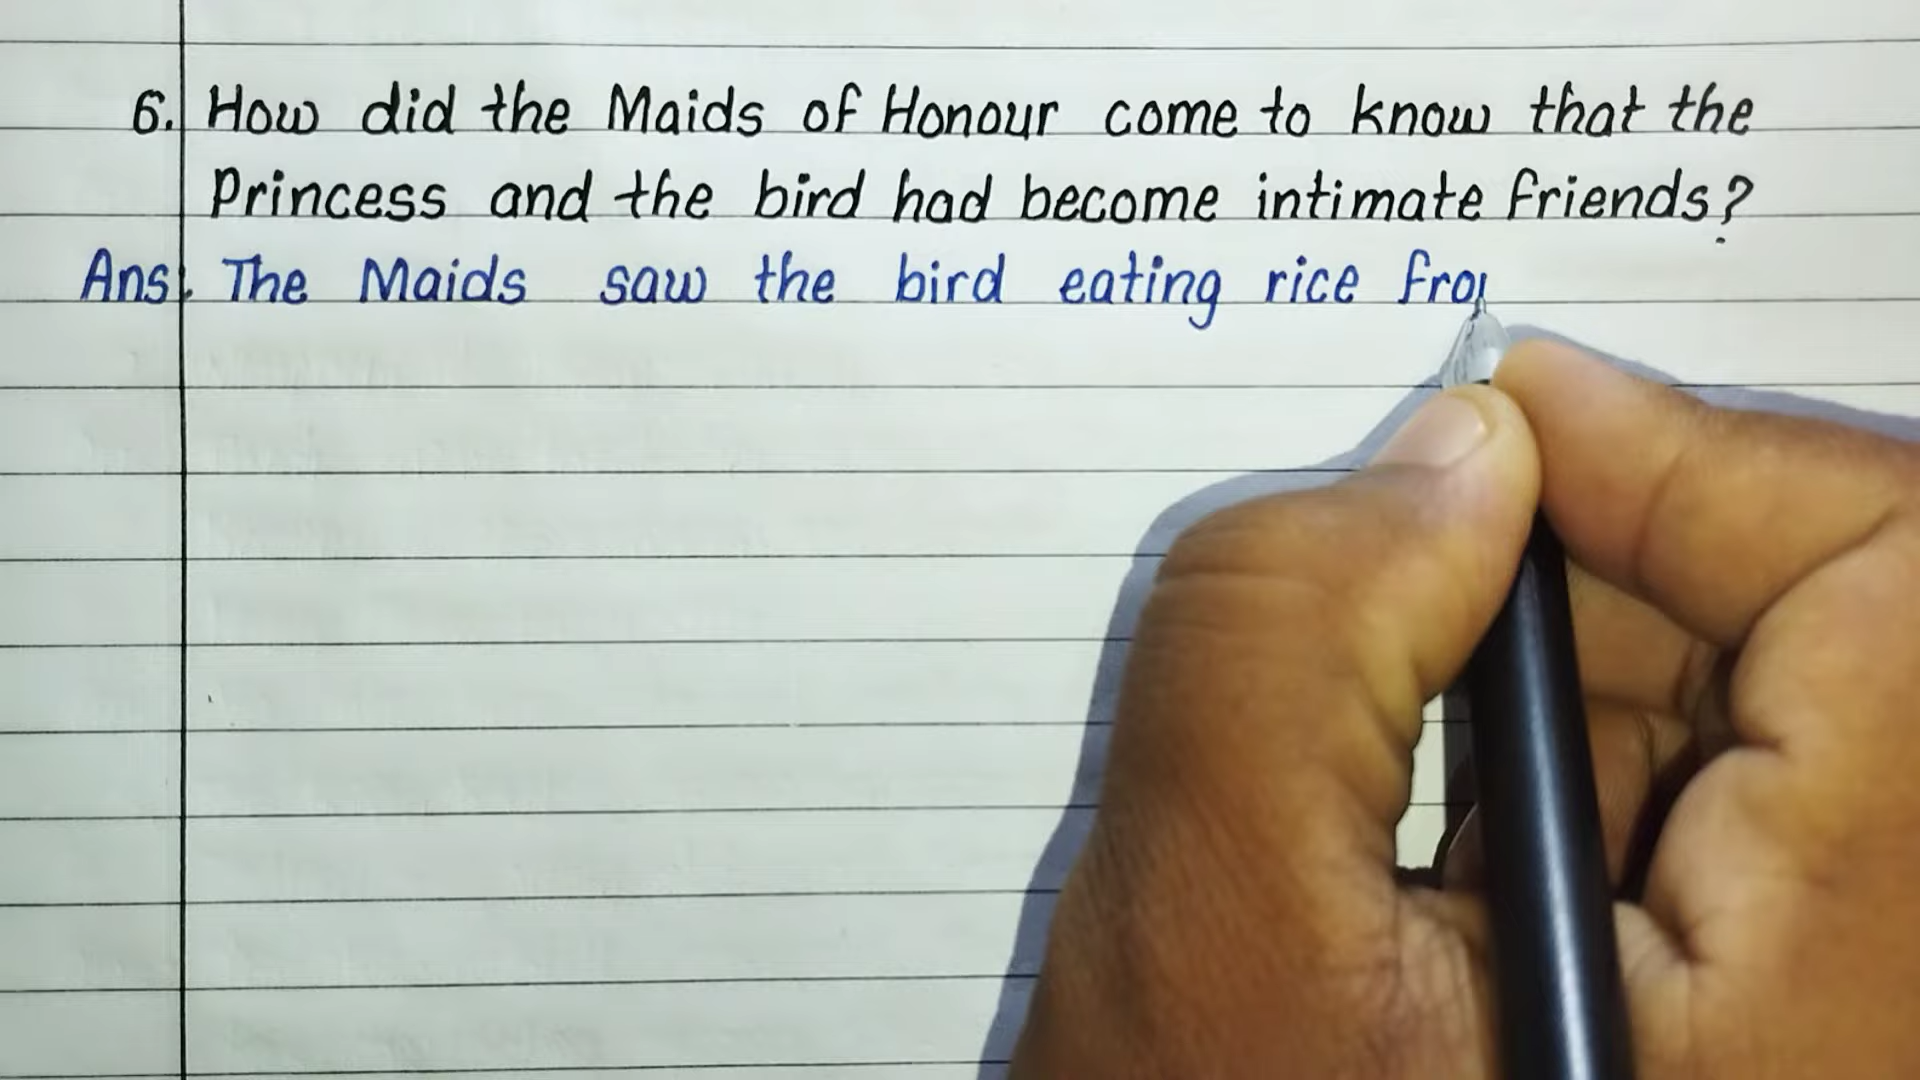 6. How did the Maids of Honour come to know that the
Princess and the bird had become intimate friends?
Ans. The Maids saw the bird eating rice